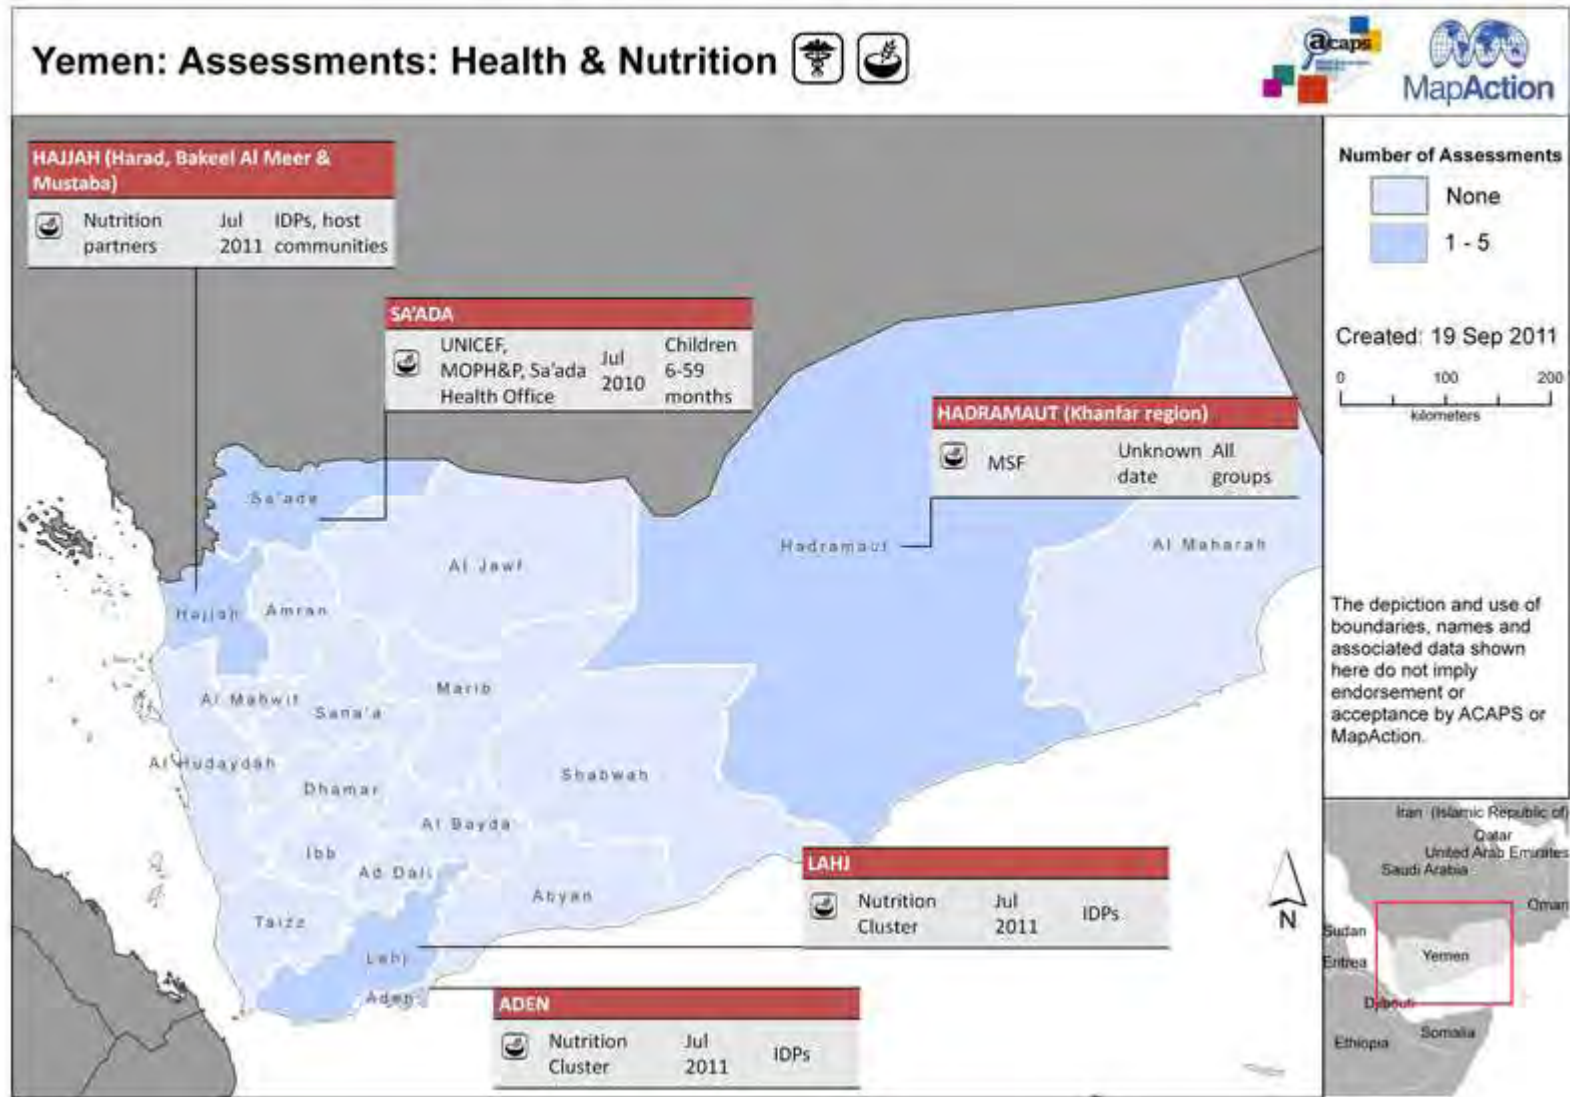 Yemen: Assessments: Health & Nutrition
acaps
MapAction
HAJJAH (Harad, Bakeel Al Meer &
Mustaba)
Nutrition
partners
Jul
2011
IDPs, host
communities
SA'ADA
UNICEF,
MOPH&P, Sa'ada
Health Office
Jul
2010
Children
6-59
months
HADRAMAUT (Khanfar region)
MSF
Unknown
date
All
groups
Sa'ada
Al Jawf
Hadramaut
Al Maharah
Hajjah
Amran
Marib
Al Mahwit
Sana'a
Al Hudaydah
Shabwah
Dhamar
Al Bayda
Ibb
Ad Dali
Abyan
Taizz
Lahj
Aden
LAHJ
Nutrition
Cluster
Jul
2011
IDPs
ADEN
Nutrition
Cluster
Jul
2011
IDPs
N
Number of Assessments
None
1 - 5
Created: 19 Sep 2011
0 100 200
kilometers
The depiction and use of
boundaries, names and
associated data shown
here do not imply
endorsement or
acceptance by ACAPS or
MapAction.
Iran (Islamic Republic of)
Qatar
United Arab Emirates
Saudi Arabia
Oman
Sudan
Eritrea
Yemen
Djibouti
Somalia
Ethiopia